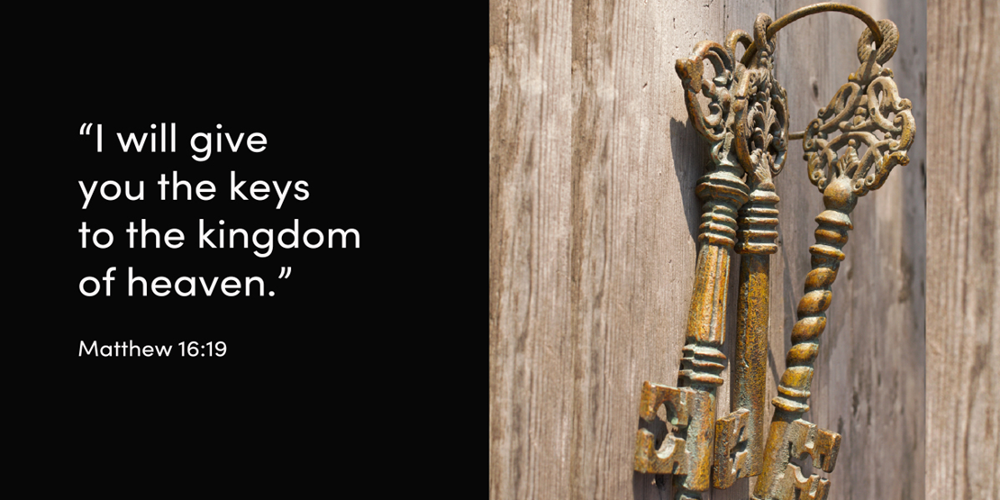 “I will give
you the keys
to the kingdom
of heaven.”
Matthew 16:19